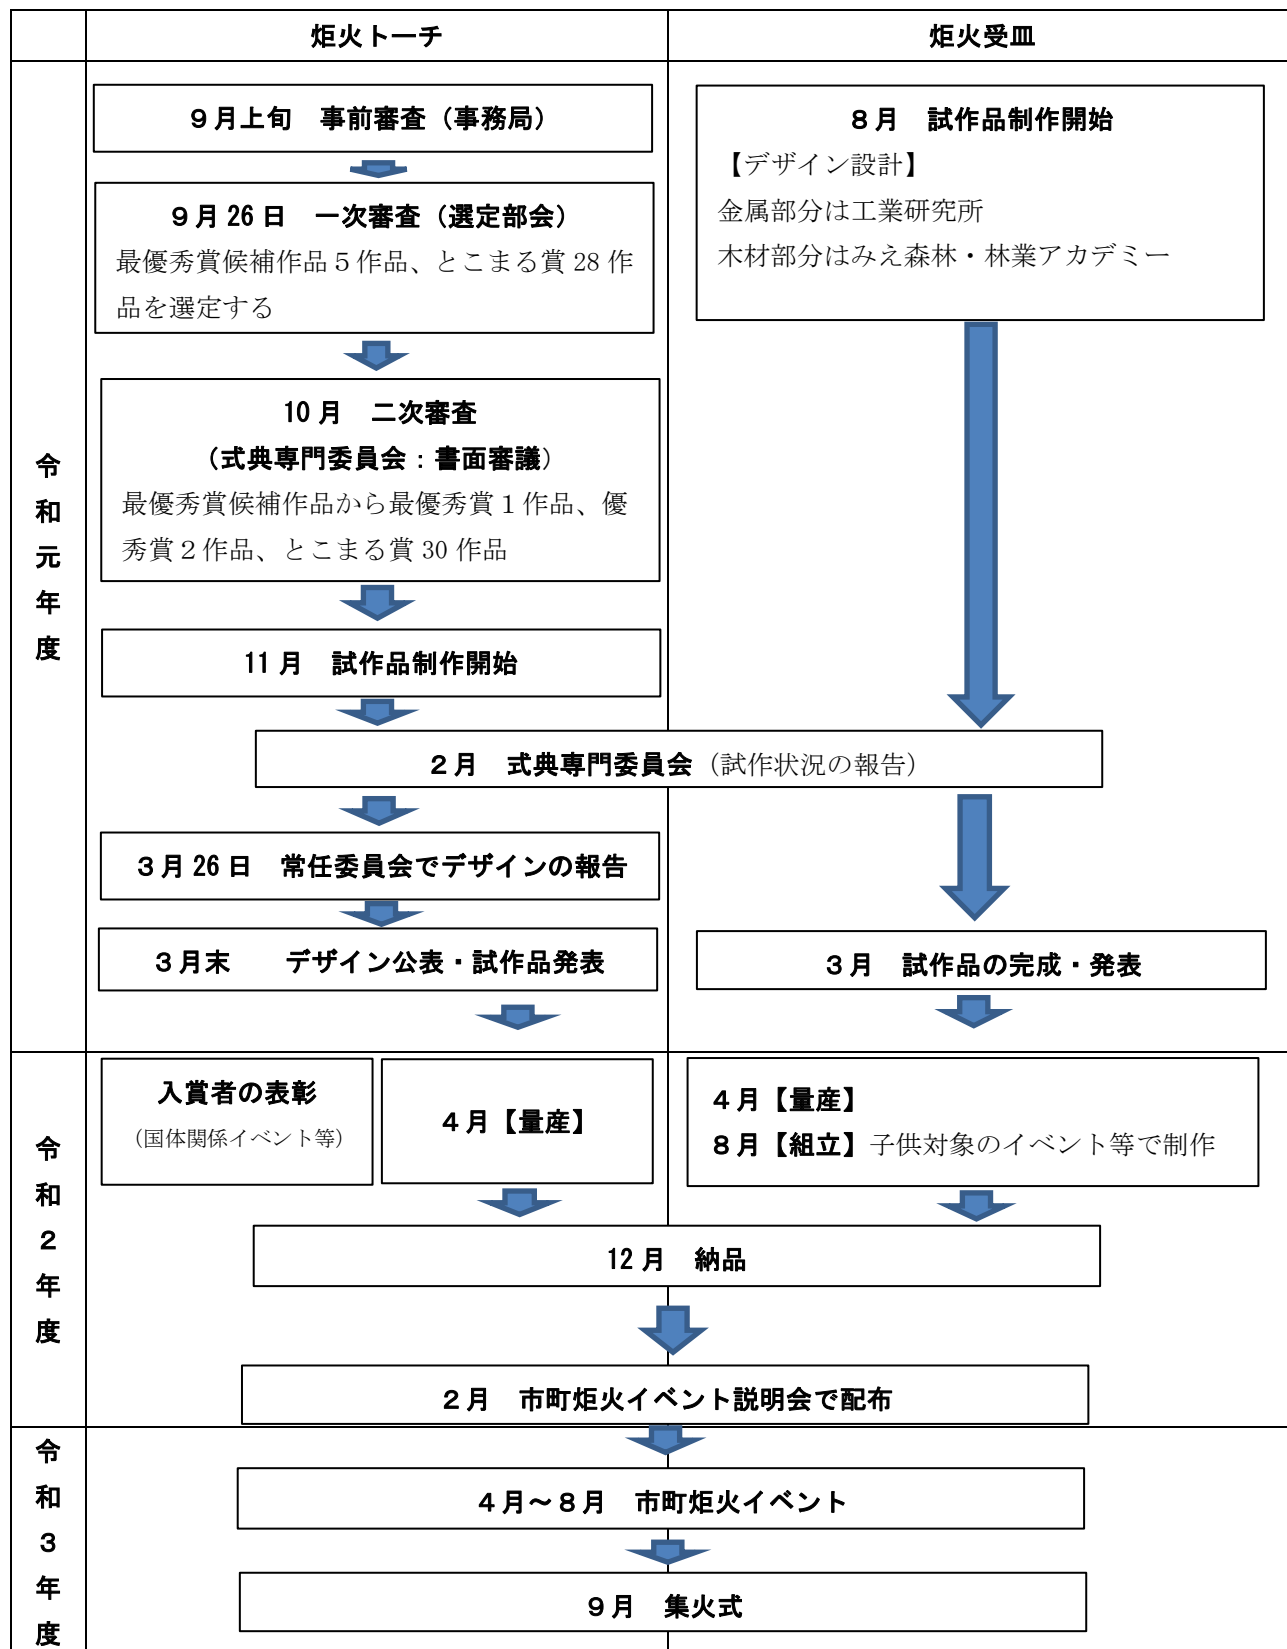 炬火トーチ
炬火受皿
令和元年度
９月上旬　事前審査（事務局）
９月 26 日　一次審査（選定部会）
最優秀賞候補作品５作品、とこまる賞 28 作
品を選定する
10 月　二次審査
（式典専門委員会：書面審議）
最優秀賞候補作品から最優秀賞１作品、優
秀賞２作品、とこまる賞 30 作品
11 月　試作品制作開始
８月　試作品制作開始
【デザイン設計】
金属部分は工業研究所
木材部分はみえ森林・林業アカデミー
２月　式典専門委員会（試作状況の報告）
３月 26 日　常任委員会でデザインの報告
３月末　　デザイン公表・試作品発表
３月　試作品の完成・発表
令和２年度
入賞者の表彰
（国体関係イベント等）
４月【量産】
４月【量産】
８月【組立】子供対象のイベント等で制作
12 月　納品
２月　市町炬火イベント説明会で配布
令和３年度
４月～８月　市町炬火イベント
９月　集火式